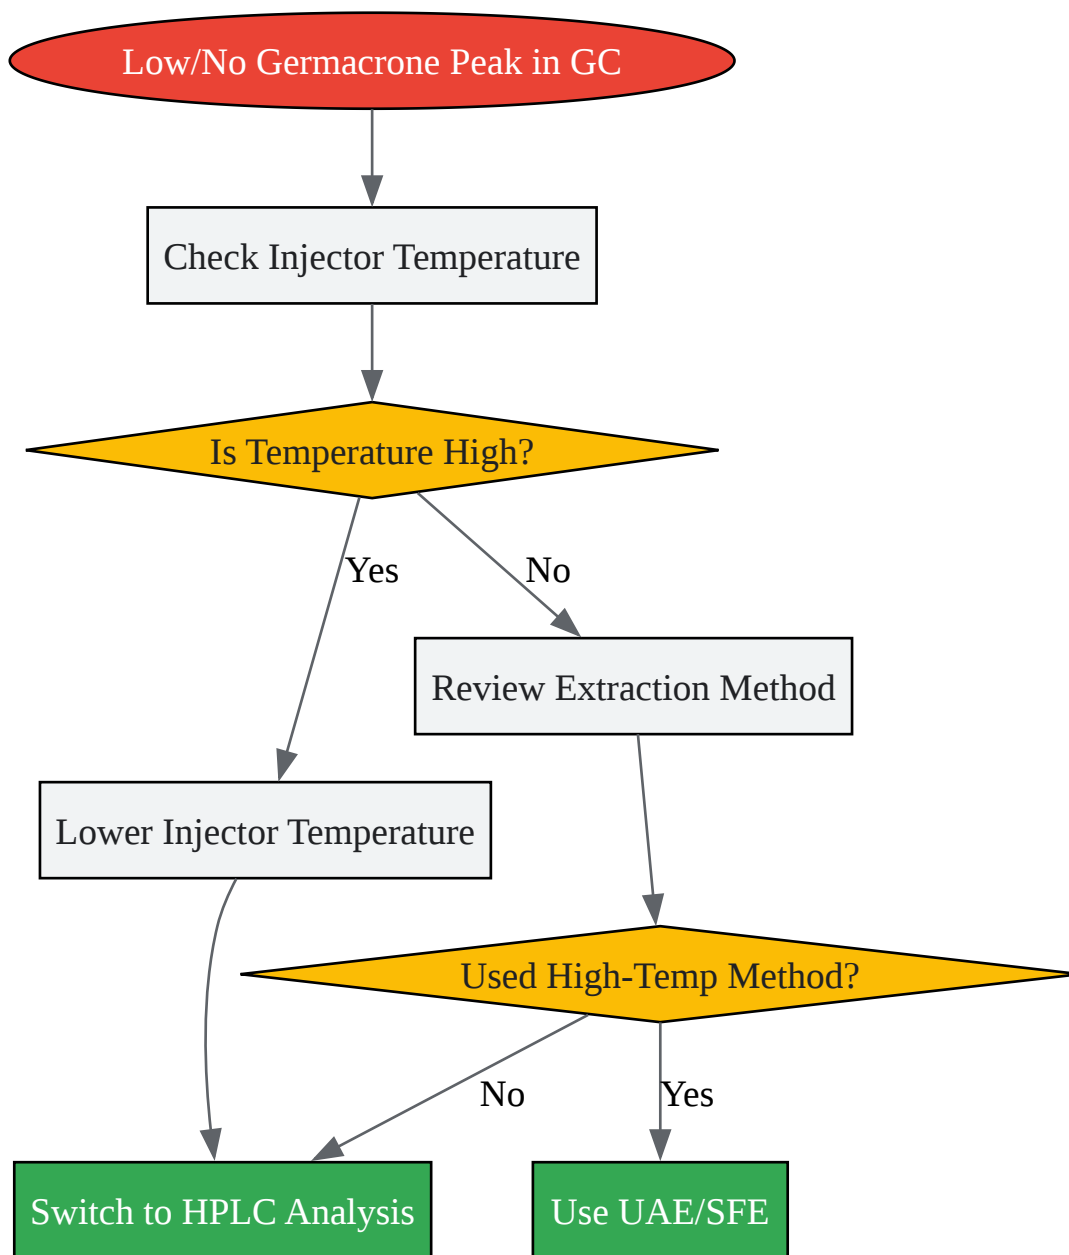 Low/No Germacrone Peak in GC
Check Injector Temperature
Is Temperature High?
Yes
No
Review Extraction Method
Lower Injector Temperature
Used High-Temp Method?
No
Yes
Switch to HPLC Analysis
Use UAE/SFE